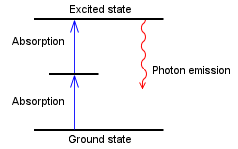 Excited state
Absorption
Photon emission
Absorption
Ground state